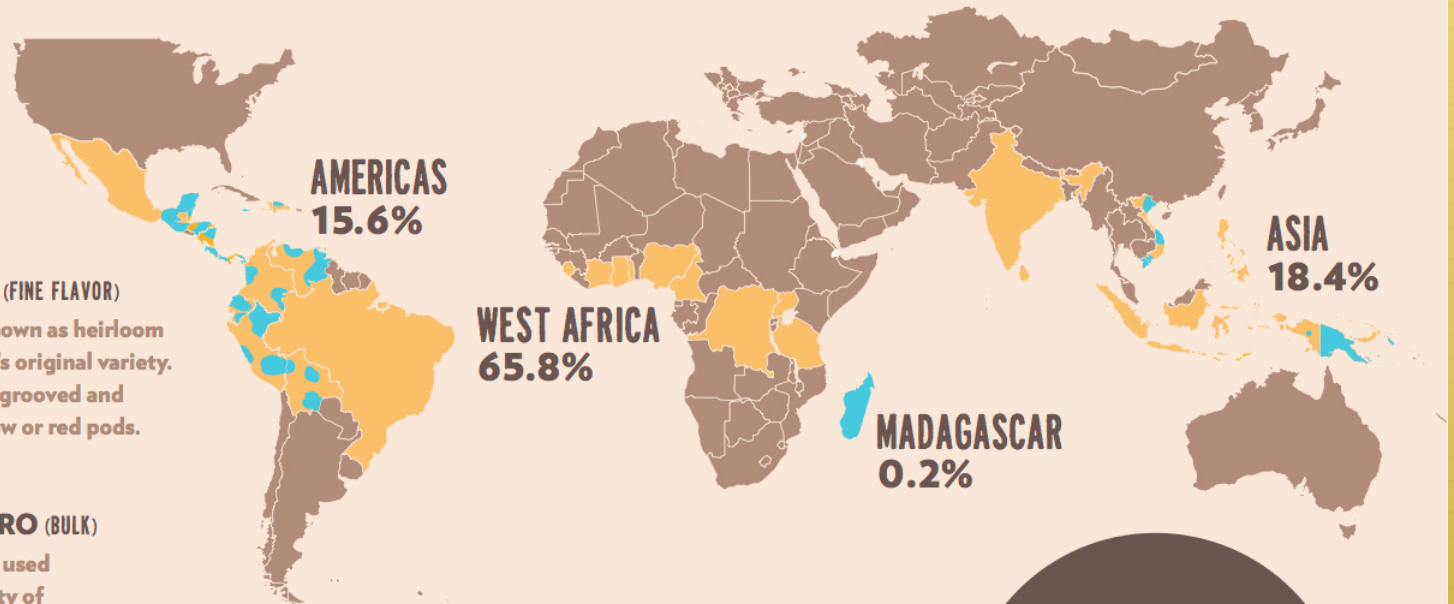 AMERICAS
15.6%
WEST AFRICA
65.8%
MADAGASCAR
0.2%
ASIA
18.4%
(FINE FLAVOR)
own as heirloom
's original variety.
grooved and
w or red pods.
RO (BULK)
used
ty of